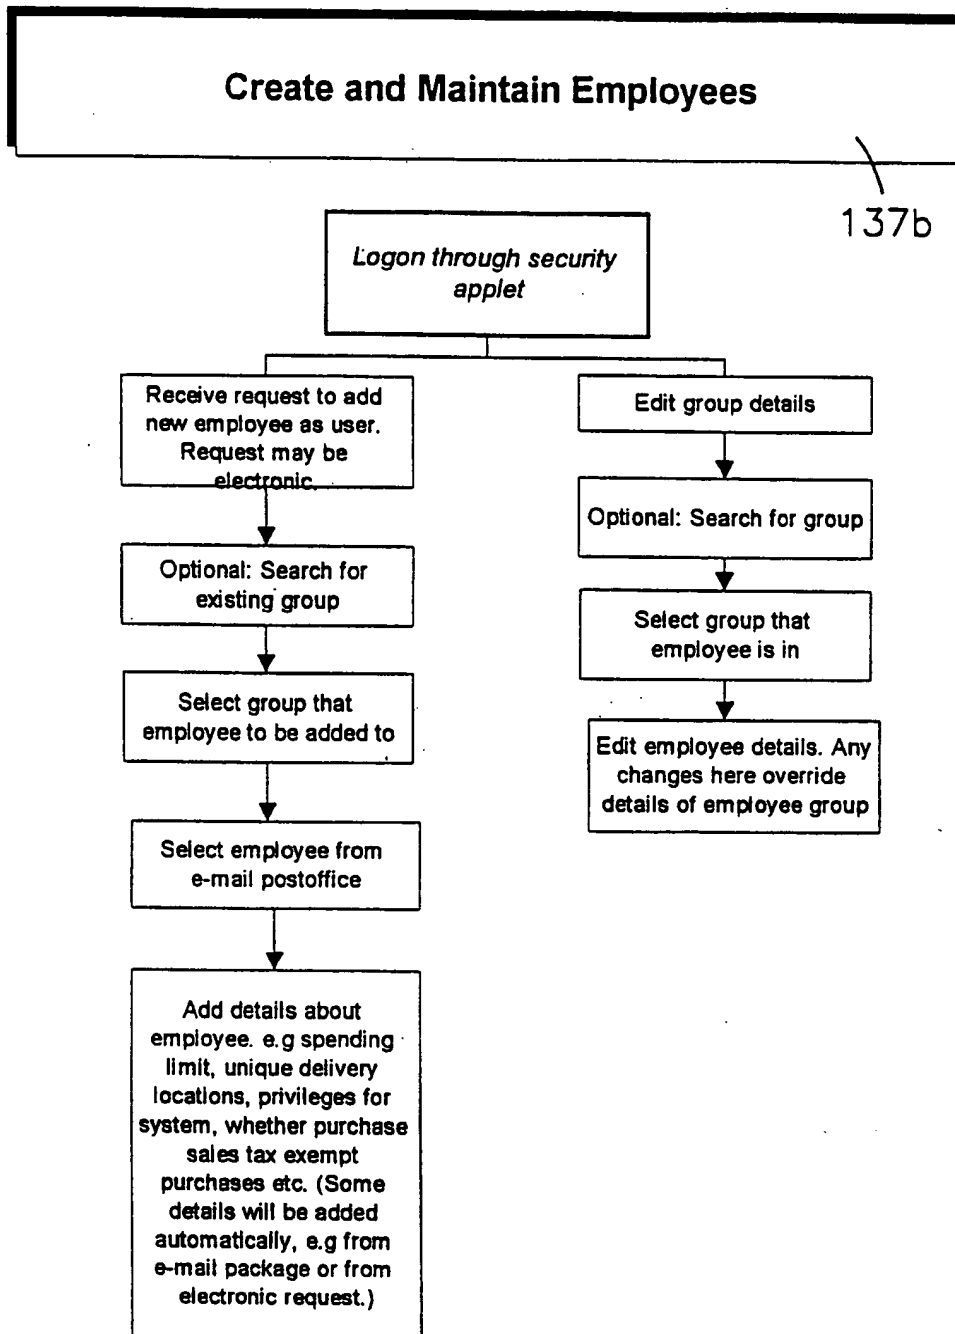 Create and Maintain Employees
137b
Logon through security
applet
Receive request to add
new employee as user.
Request may be
electronic.
Optional: Search for
existing group
Select group that
employee to be added to
Select employee from
e-mail postoffice
Add details about
employee. e.g spending
limit, unique delivery
locations, privileges for
system, whether purchase
sales tax exempt
purchases etc. (Some
details will be added
automatically, e.g from
e-mail package or from
electronic request.)
Edit group details
Optional: Search for group
Select group that
employee is in
Edit employee details. Any
changes here override
details of employee group